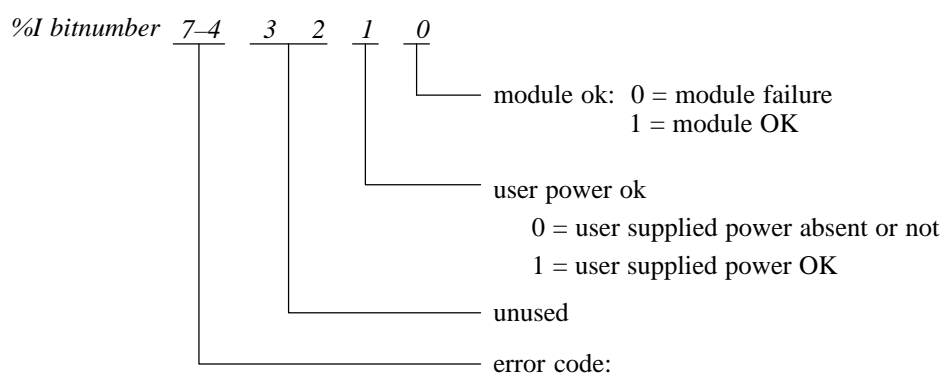 %I bitnumber 7–4 3 2 1 0
module ok: 0 = module failure
1 = module OK
user power ok
0 = user supplied power absent or not
1 = user supplied power OK
unused
error code: